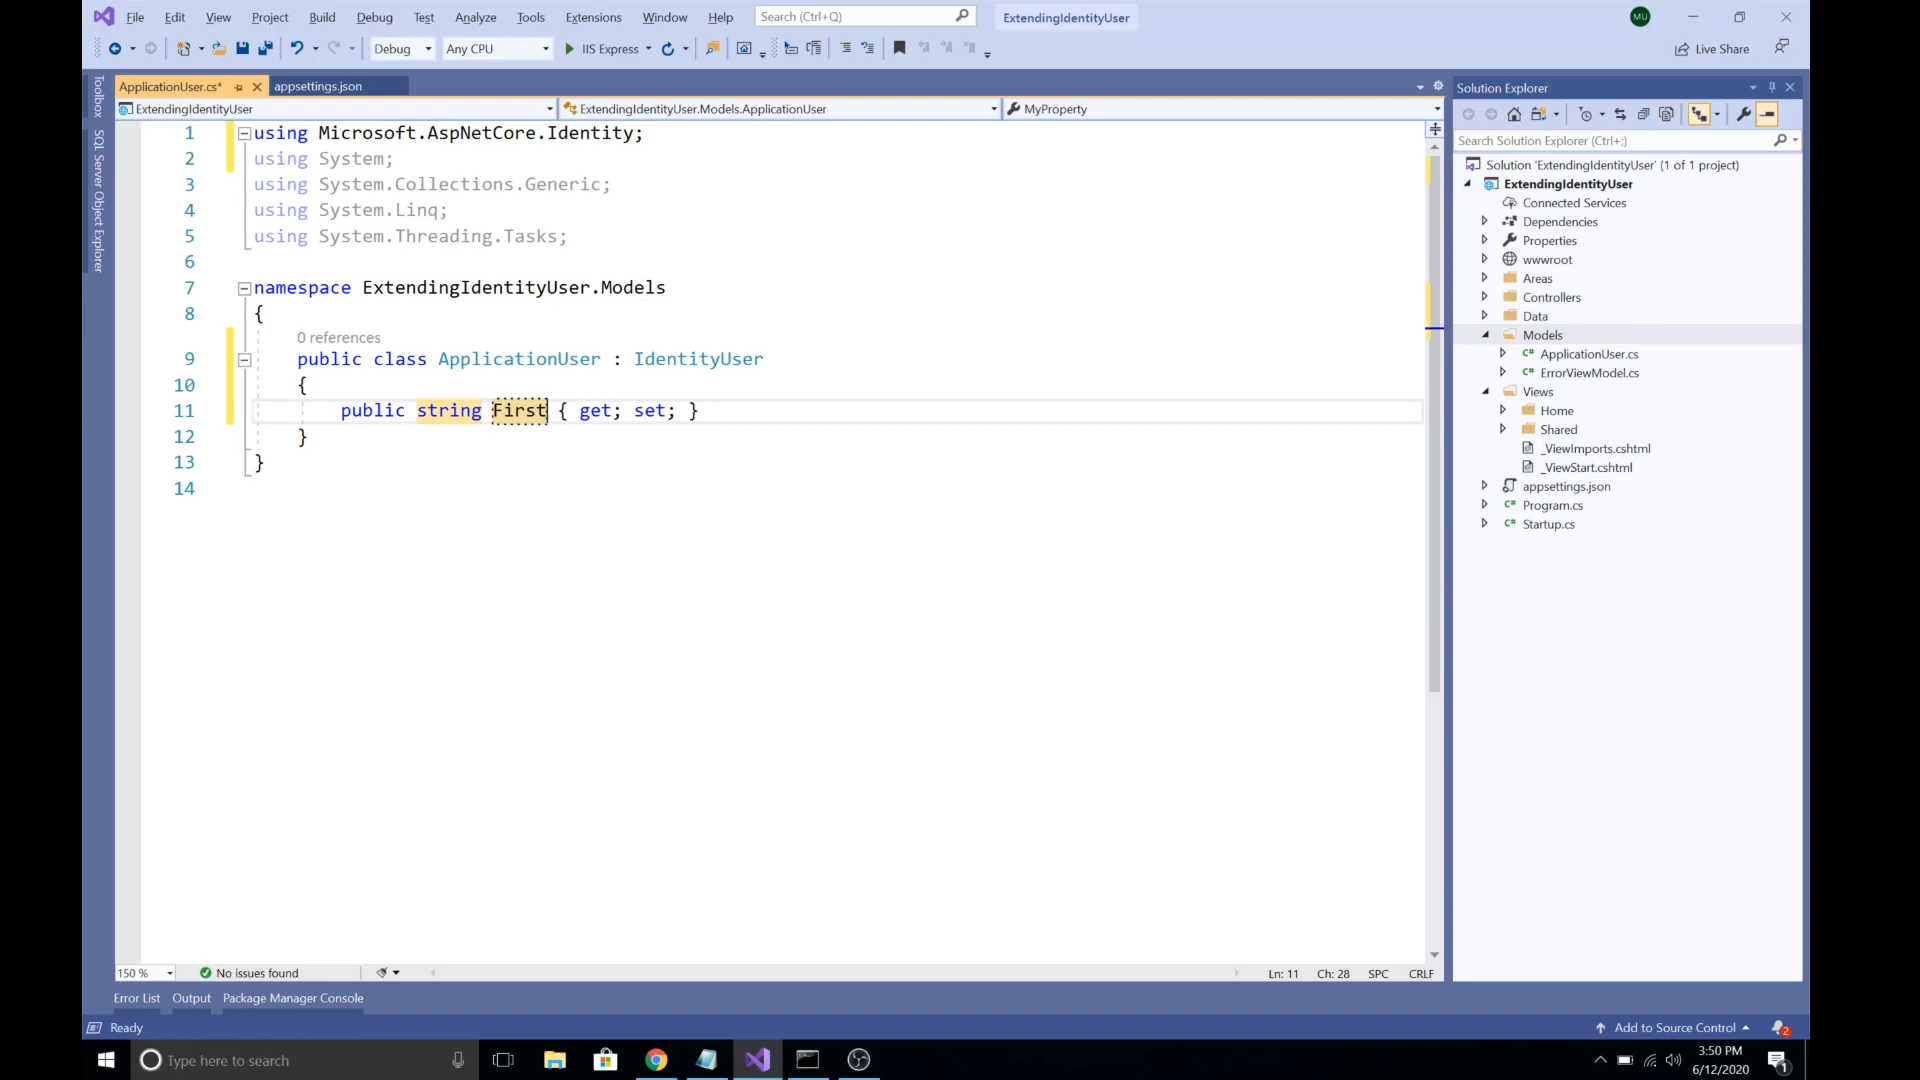 File Edit View Project Build Debug Test Analyze Tools Extensions Window Help Search (Ctrl+Q) ExtendingIdentityUser MU
Debug Any CPU IIS Express Live Share
Toolbox
SQL Server Object Explorer
ApplicationUser.cs* appsettings.json
ExtendingIdentityUser ExtendingIdentityUser.Models.ApplicationUser MyProperty
1 using Microsoft.AspNetCore.Identity;
2 using System;
3 using System.Collections.Generic;
4 using System.Linq;
5 using System.Threading.Tasks;
6
7 namespace ExtendingIdentityUser.Models
8 {
0 references
9 public class ApplicationUser : IdentityUser
10 {
11 public string First { get; set; }
12 }
13 }
14
150 % No issues found Ln: 11 Ch: 28 SPC CRLF
Solution Explorer
Search Solution Explorer (Ctrl+;)
Solution 'ExtendingIdentityUser' (1 of 1 project)
ExtendingIdentityUser
Connected Services
Dependencies
Properties
wwwroot
Areas
Controllers
Data
Models
C# ApplicationUser.cs
C# ErrorViewModel.cs
Views
Home
Shared
_ViewImports.cshtml
_ViewStart.cshtml
appsettings.json
C# Program.cs
C# Startup.cs
Error List Output Package Manager Console
Ready Add to Source Control 2
Type here to search 3:50 PM
6/12/2020 1